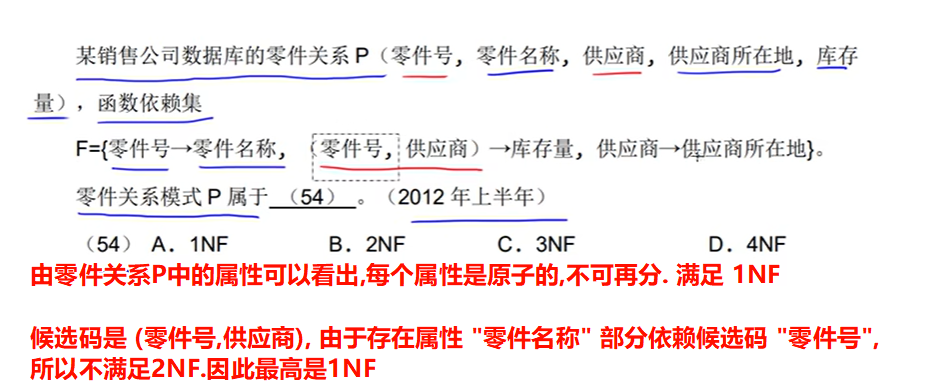 某销售公司数据库的零件关系 P（零件号，零件名称，供应商，供应商所在地，库存
量），函数依赖集
F={零件号→零件名称，（零件号，供应商）→库存量，供应商→供应商所在地}。
零件关系模式 P 属于 （54） 。（2012 年上半年）
（54） A．1NF B．2NF C．3NF D．4NF
由零件关系P中的属性可以看出,每个属性是原子的,不可再分. 满足 1NF
候选码是 (零件号,供应商), 由于存在属性 "零件名称" 部分依赖候选码 "零件号",
所以不满足2NF.因此最高是1NF